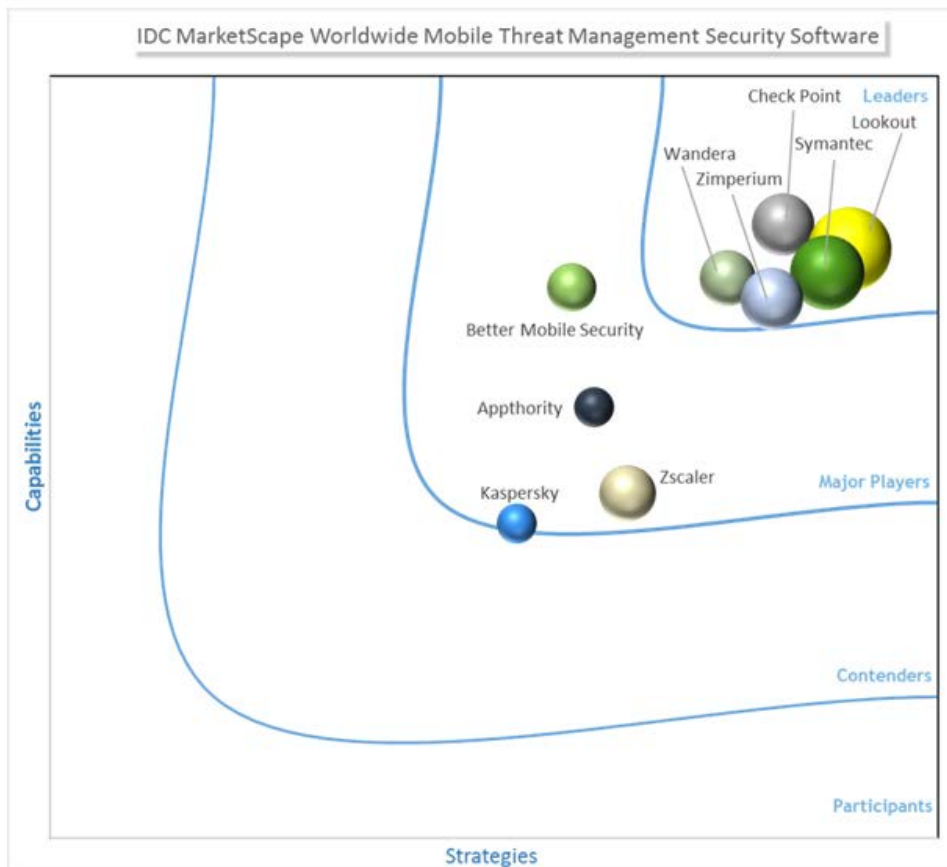 IDC MarketScape Worldwide Mobile Threat Management Security Software
Check Point
Leaders
Lookout
Symantec
Wandera
Zimperium
Better Mobile Security
Appthority
Capabilities
Zscaler
Major Players
Kaspersky
Contenders
Participants
Strategies